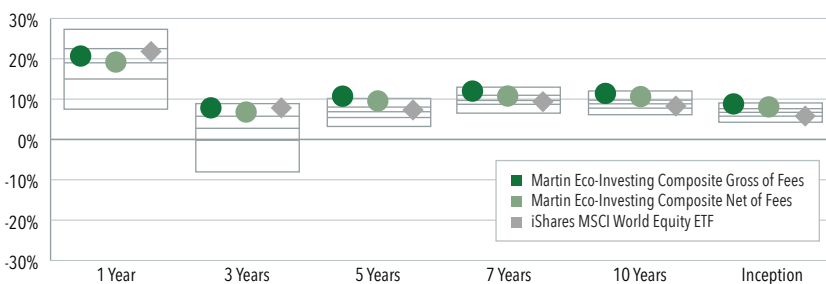 30%
20%
10%
0%
-10%
-20%
-30%
Martin Eco-Investing Composite Gross of Fees
Martin Eco-Investing Composite Net of Fees
iShares MSCI World Equity ETF
1 Year 3 Years 5 Years 7 Years 10 Years Inception